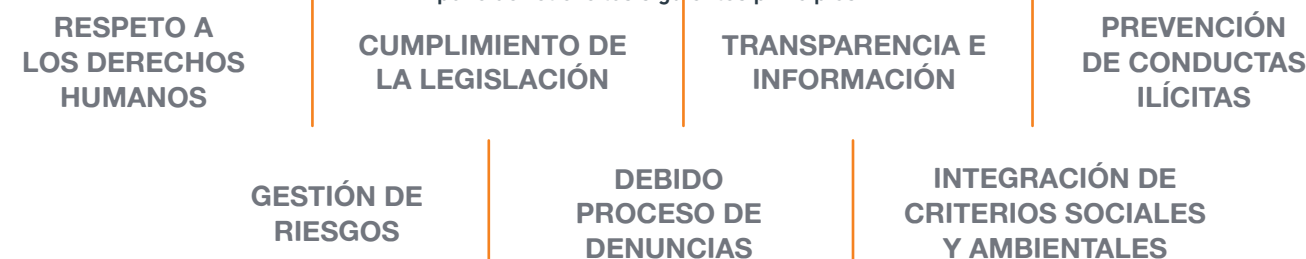 RESPETO A
LOS DERECHOS
HUMANOS
CUMPLIMIENTO DE
LA LEGISLACIÓN
TRANSPARENCIA E
INFORMACIÓN
PREVENCIÓN
DE CONDUCTAS
ILÍCITAS
GESTIÓN DE
RIESGOS
DEBIDO
PROCESO DE
DENUNCIAS
INTEGRACIÓN DE
CRITERIOS SOCIALES
Y AMBIENTALES